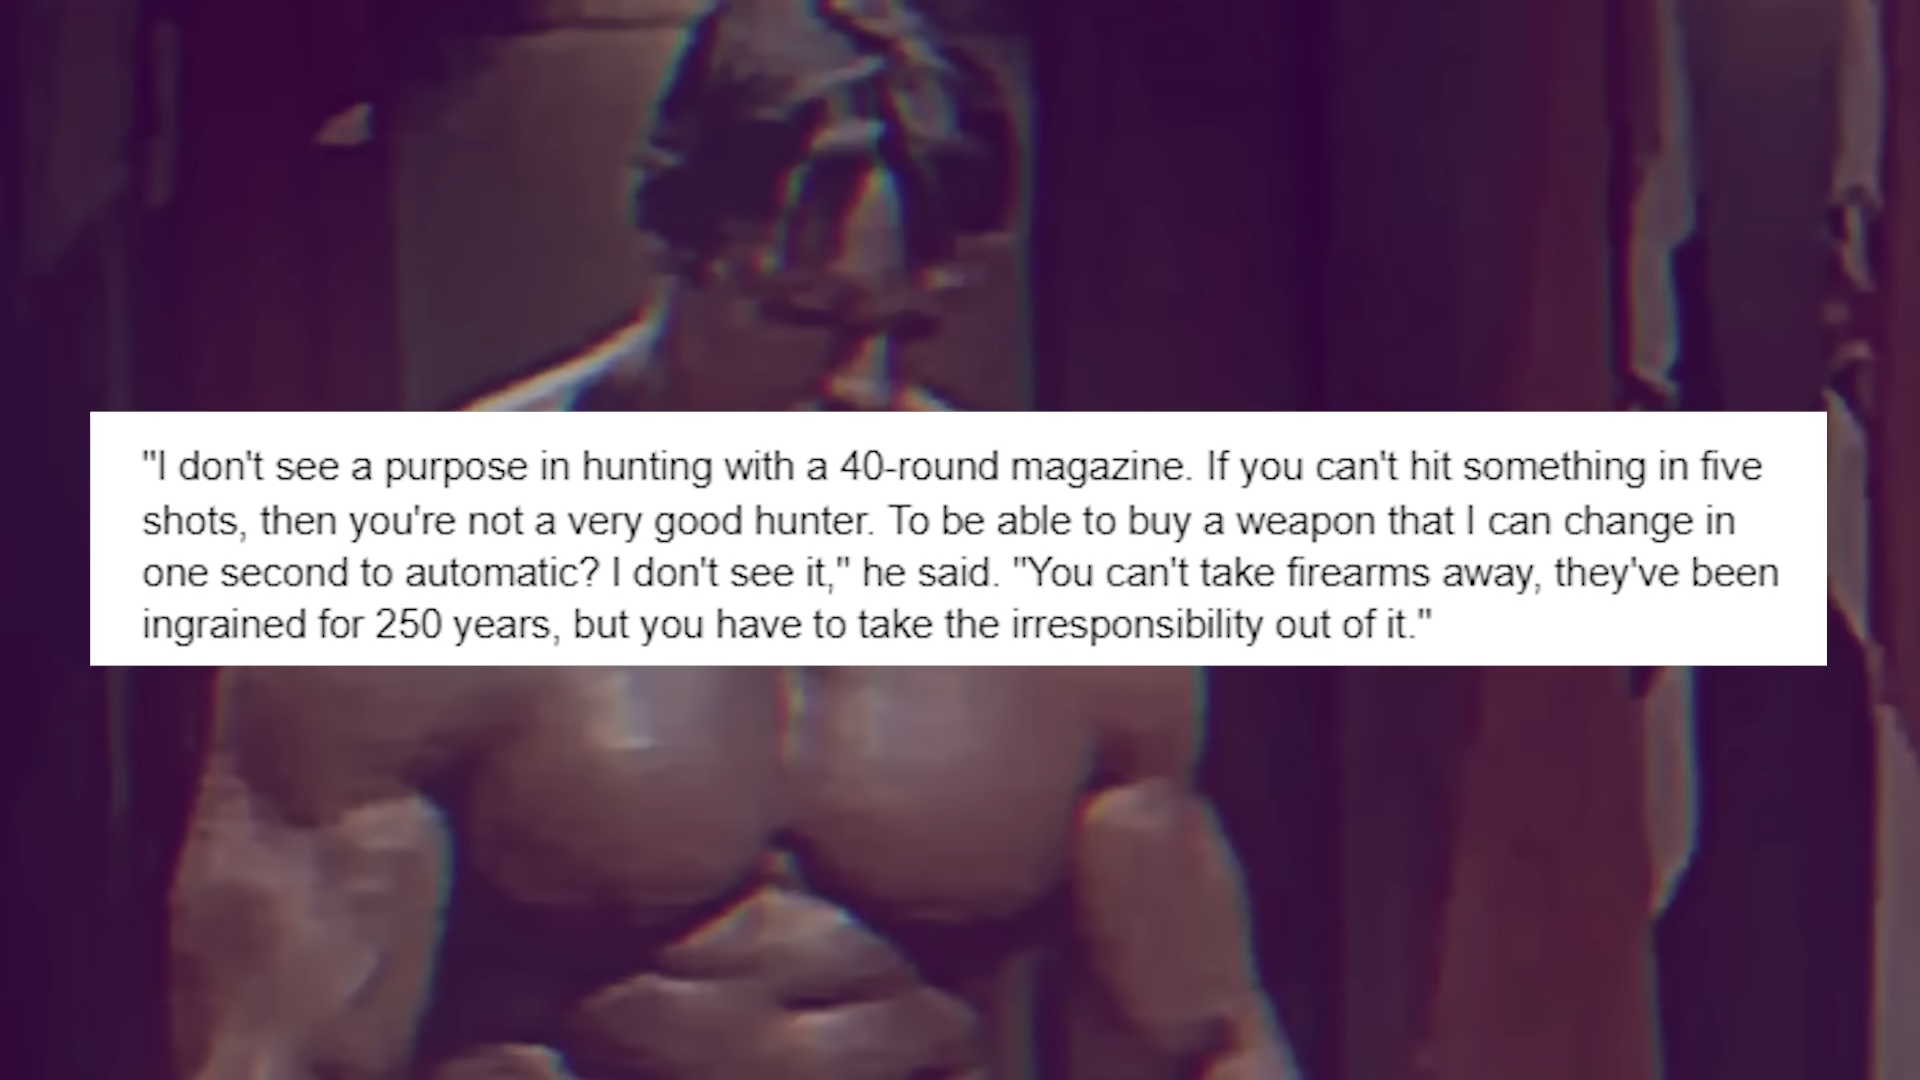 "I don't see a purpose in hunting with a 40-round magazine. If you can't hit something in five
shots, then you're not a very good hunter. To be able to buy a weapon that I can change in
one second to automatic? I don't see it," he said. "You can't take firearms away, they've been
ingrained for 250 years, but you have to take the irresponsibility out of it."